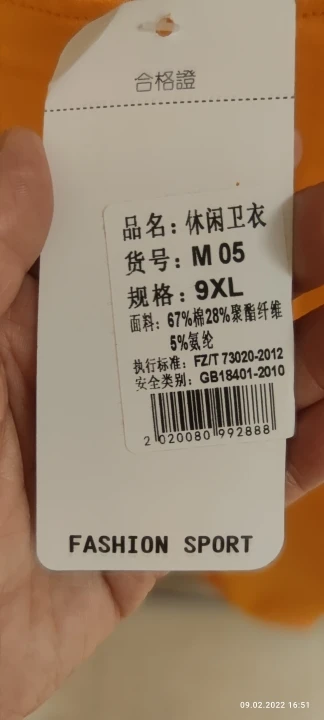 合格證
品名：休闲卫衣
货号：M 05
规格：9XL
面料：67%棉28%聚酯纤维
5%氨纶
执行标准：FZ/T 73020-2012
安全类别：GB18401-2010
2 020080 992888
FASHION SPORT
09.02.2022 16:51